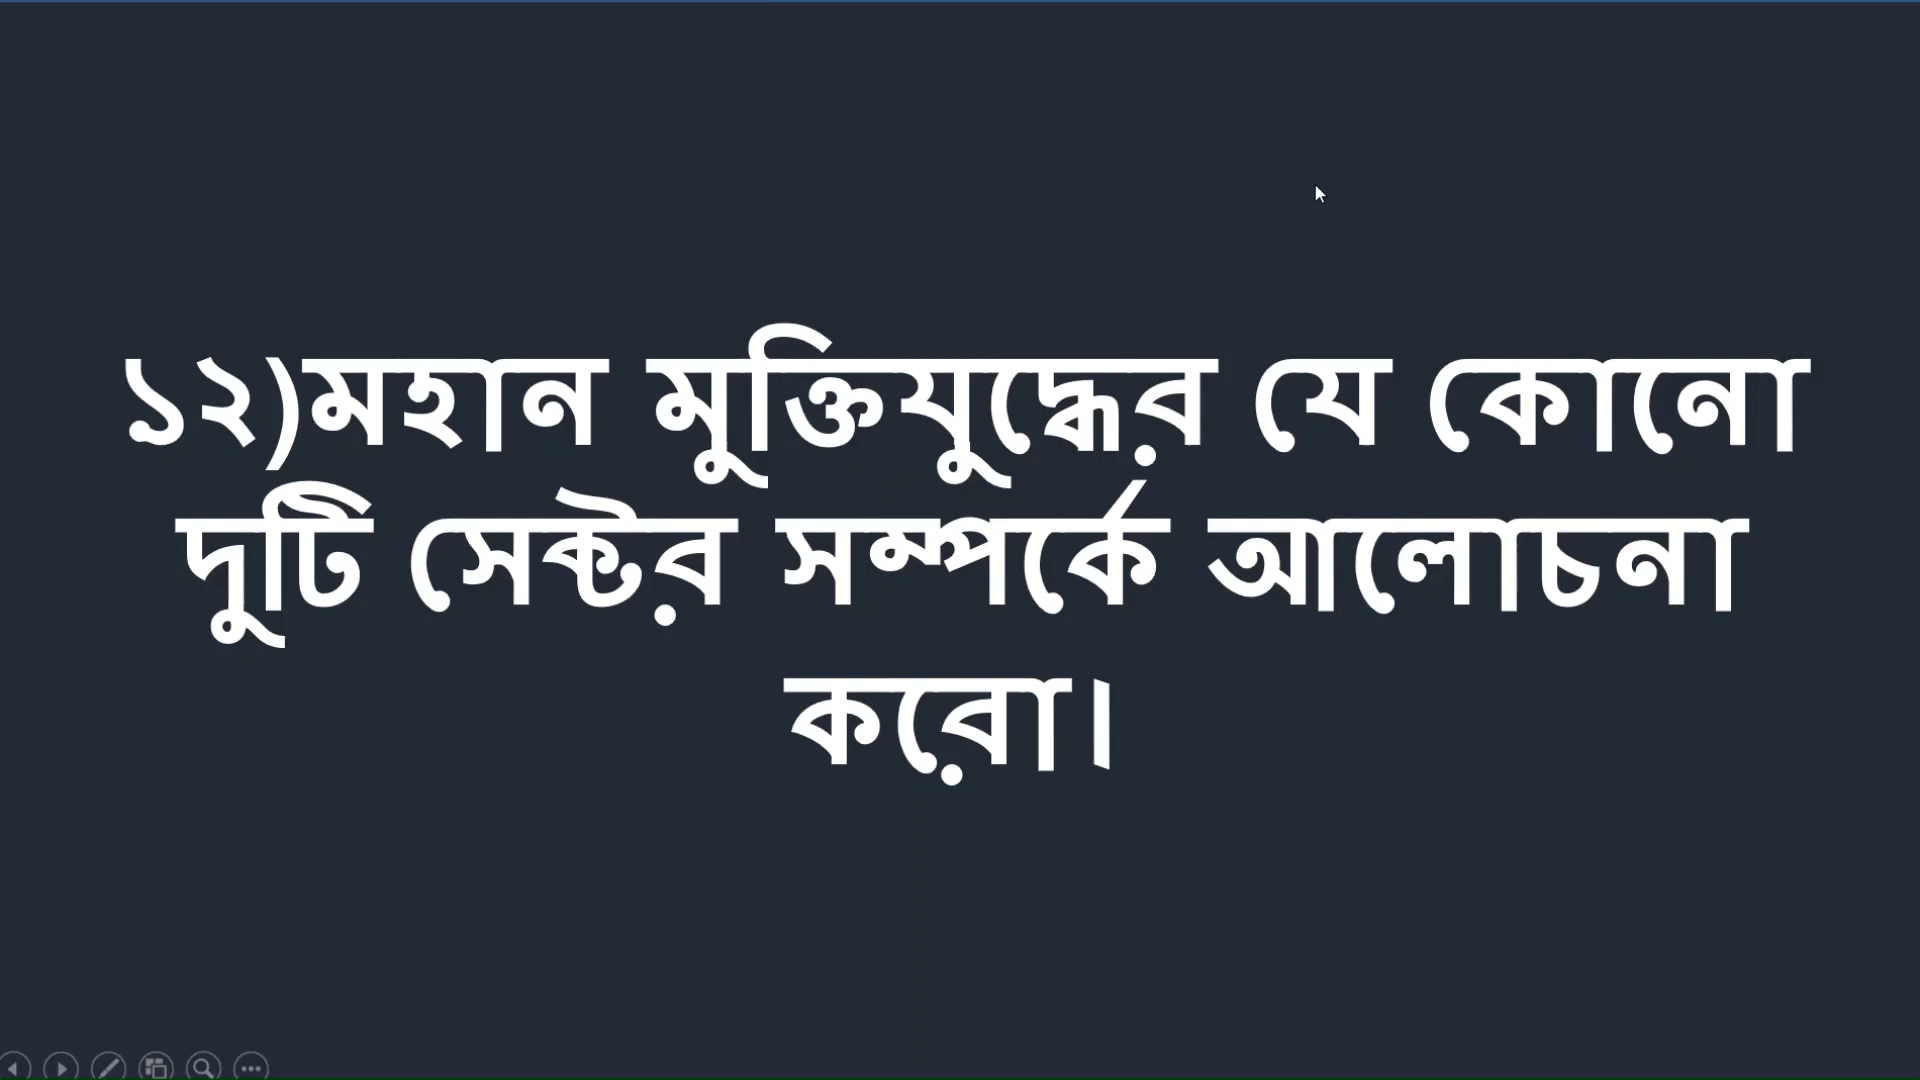 ১২)মহান মুক্তিযুদ্ধের যে কোনো
দুটি সেক্টর সম্পর্কে আলোচনা
করো।